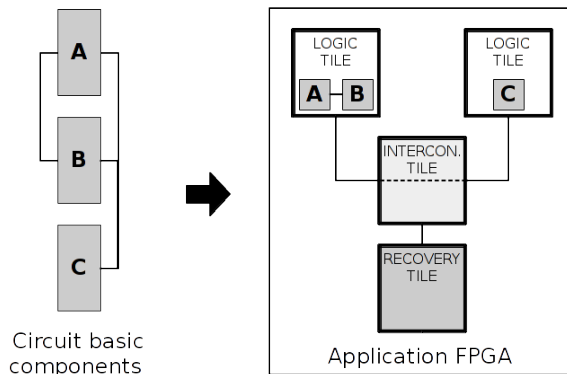 A
B
C
Circuit basic
components
LOGIC
TILE
A
B
LOGIC
TILE
C
INTERCON.
TILE
RECOVERY
TILE
Application FPGA